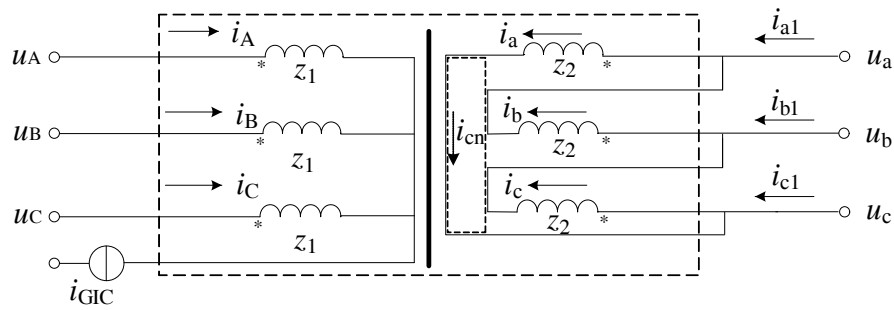 uA iA * z1 ia z2 * ia1 ua
uB iB * z1 icn ib z2 * ib1 ub
uC iC * z1 ic z2 * ic1 uc
iGIC